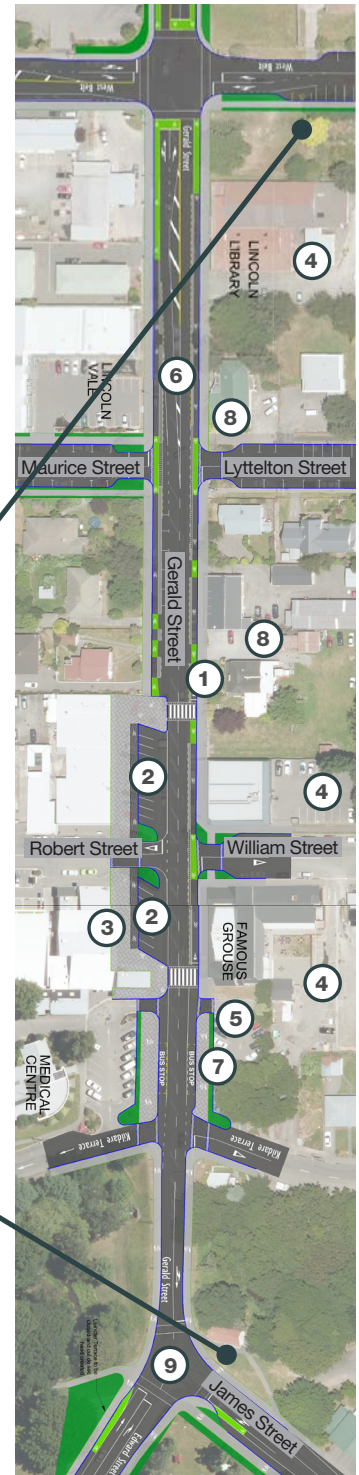 West Belt
West Belt
Gerald Street
4
LINCOLN
LIBRARY
6
LINCOLN
VALE
8
Maurice Street
Lyttelton Street
Gerald Street
8
1
2
4
Robert Street
William Street
2
3
FAMOUS
GROUSE
4
5
BUS STOP
BUS STOP
7
MEDICAL
CENTRE
Kildare Terrace
Kildare Terrace
Gerald Street
9
James Street
Edward Street